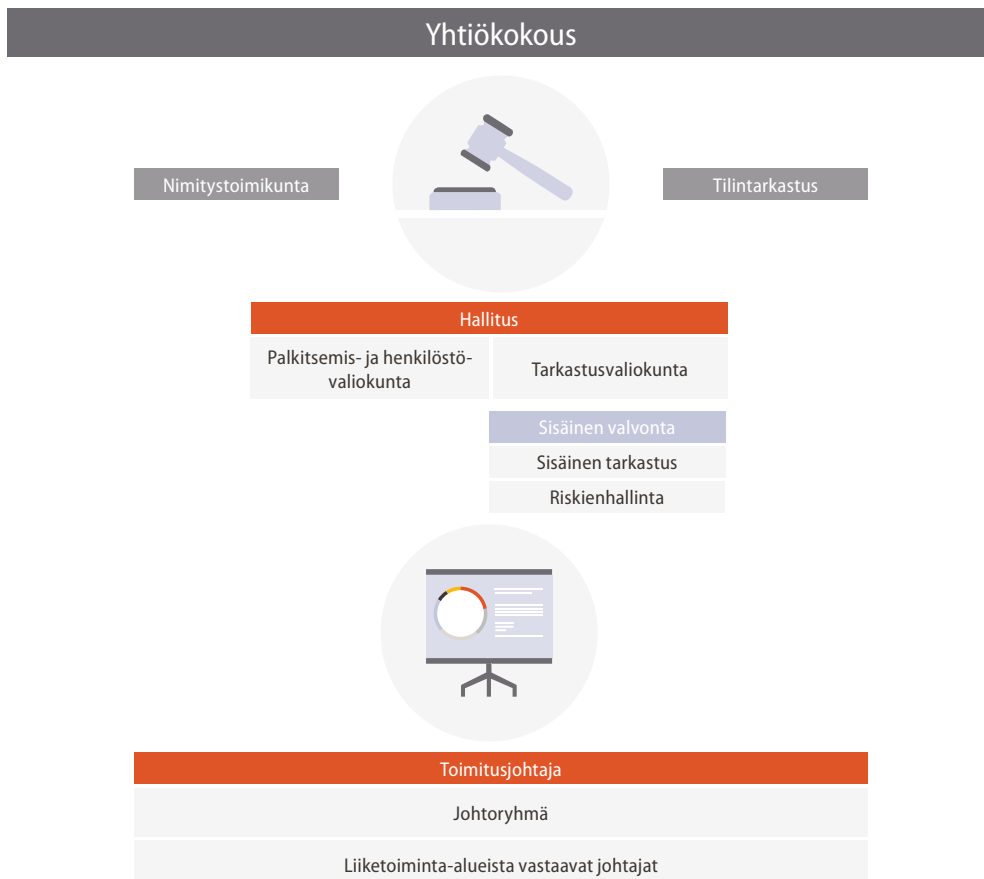 Yhtiökokous
Nimitystoimikunta
Tilintarkastus
Hallitus
Palkitsemis- ja henkilöstö-
valiokunta
Tarkastusvaliokunta
Sisäinen valvonta
Sisäinen tarkastus
Riskienhallinta
Toimitusjohtaja
Johtoryhmä
Liiketoiminta-alueista vastaavat johtajat